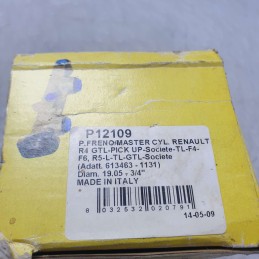 P12109
P.FRENO/MASTER CYL. RENAULT
R4 GTL-PICK UP-Societe-TL-F4-
F6, R5-L-TL-GTL-Societe
(Adatt. 613463 - 1131)
Diam. 19.05 - 3/4"
MADE IN ITALY
8 032532 020791
14-05-09